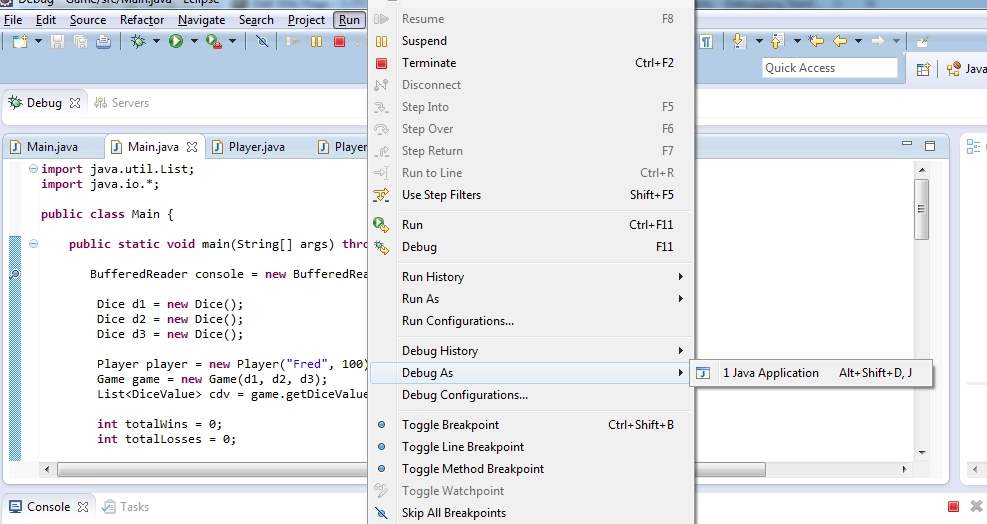 Debug - Game/src/Main.java - Eclipse
File Edit Source Refactor Navigate Search Project Run
Quick Access
Java
Debug Servers
Main.java Main.java Player.java Player
import java.util.List;
import java.io.*;
public class Main {
public static void main(String[] args) thro
BufferedReader console = new BufferedRea
Dice d1 = new Dice();
Dice d2 = new Dice();
Dice d3 = new Dice();
Player player = new Player("Fred", 100)
Game game = new Game(d1, d2, d3);
List<DiceValue> cdv = game.getDiceValue
int totalWins = 0;
int totalLosses = 0;
Console Tasks
Resume F8
Suspend
Terminate Ctrl+F2
Disconnect
Step Into F5
Step Over F6
Step Return F7
Run to Line Ctrl+R
Use Step Filters Shift+F5
Run Ctrl+F11
Debug F11
Run History
Run As
Run Configurations...
Debug History
Debug As
Debug Configurations...
Toggle Breakpoint Ctrl+Shift+B
Toggle Line Breakpoint
Toggle Method Breakpoint
Toggle Watchpoint
Skip All Breakpoints
1 Java Application Alt+Shift+D, J